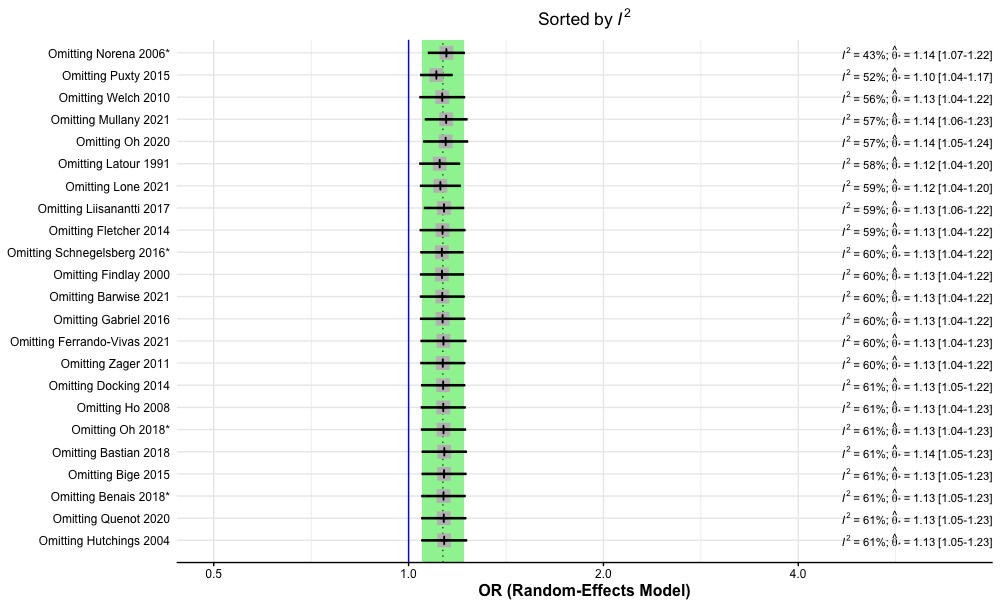 Sorted by I²
Omitting Norena 2006* I² = 43%; θ̂* = 1.14 [1.07-1.22]
Omitting Puxty 2015 I² = 52%; θ̂* = 1.10 [1.04-1.17]
Omitting Welch 2010 I² = 56%; θ̂* = 1.13 [1.04-1.22]
Omitting Mullany 2021 I² = 57%; θ̂* = 1.14 [1.06-1.23]
Omitting Oh 2020 I² = 57%; θ̂* = 1.14 [1.05-1.24]
Omitting Latour 1991 I² = 58%; θ̂* = 1.12 [1.04-1.20]
Omitting Lone 2021 I² = 59%; θ̂* = 1.12 [1.04-1.20]
Omitting Liisanantti 2017 I² = 59%; θ̂* = 1.13 [1.06-1.22]
Omitting Fletcher 2014 I² = 59%; θ̂* = 1.13 [1.04-1.22]
Omitting Schnegelsberg 2016* I² = 60%; θ̂* = 1.13 [1.04-1.22]
Omitting Findlay 2000 I² = 60%; θ̂* = 1.13 [1.04-1.22]
Omitting Barwise 2021 I² = 60%; θ̂* = 1.13 [1.04-1.22]
Omitting Gabriel 2016 I² = 60%; θ̂* = 1.13 [1.04-1.22]
Omitting Ferrando-Vivas 2021 I² = 60%; θ̂* = 1.13 [1.04-1.23]
Omitting Zager 2011 I² = 60%; θ̂* = 1.13 [1.04-1.22]
Omitting Docking 2014 I² = 61%; θ̂* = 1.13 [1.05-1.22]
Omitting Ho 2008 I² = 61%; θ̂* = 1.13 [1.04-1.23]
Omitting Oh 2018* I² = 61%; θ̂* = 1.13 [1.04-1.23]
Omitting Bastian 2018 I² = 61%; θ̂* = 1.14 [1.05-1.23]
Omitting Bige 2015 I² = 61%; θ̂* = 1.13 [1.05-1.23]
Omitting Benais 2018* I² = 61%; θ̂* = 1.13 [1.05-1.23]
Omitting Quenot 2020 I² = 61%; θ̂* = 1.13 [1.05-1.23]
Omitting Hutchings 2004 I² = 61%; θ̂* = 1.13 [1.05-1.23]
0.5 1.0 2.0 4.0
OR (Random-Effects Model)